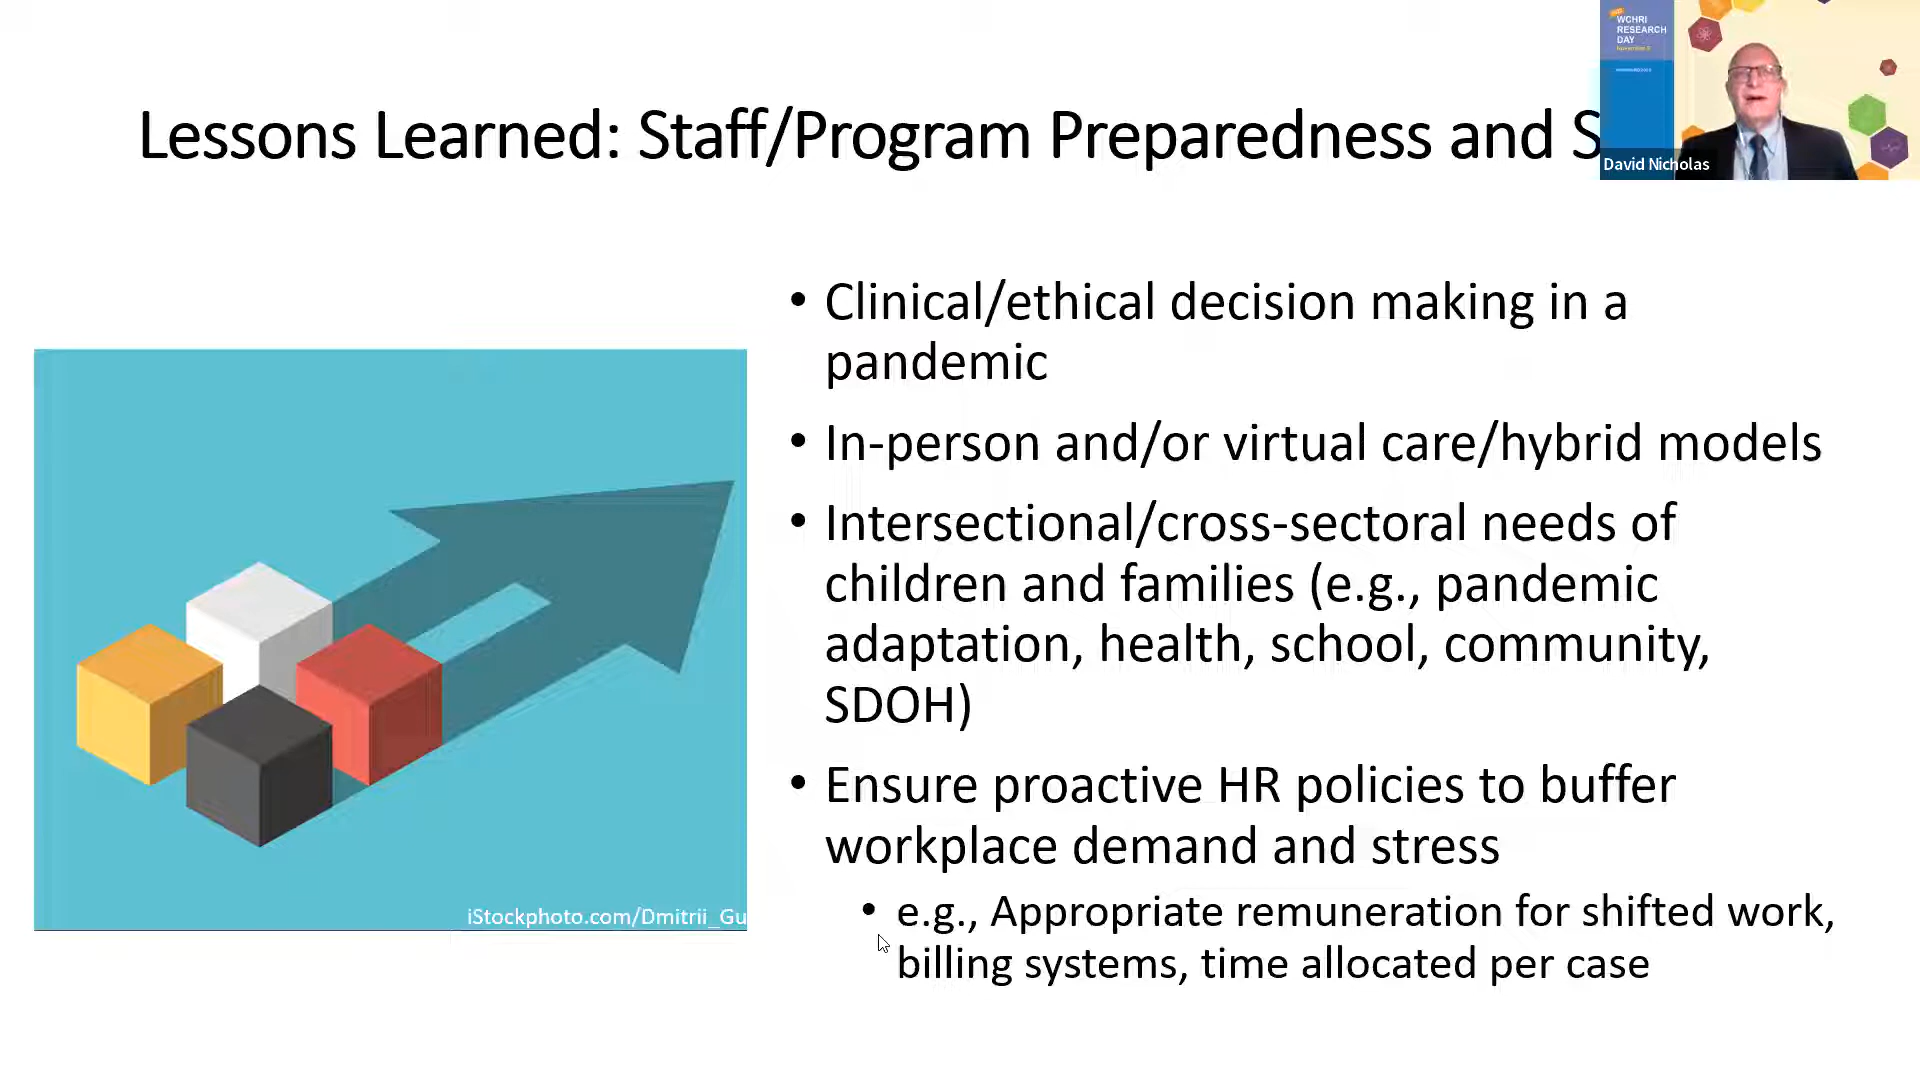 WCHRI
RESEARCH
DAY
David Nicholas
Lessons Learned: Staff/Program Preparedness and S
• Clinical/ethical decision making in a
pandemic
• In-person and/or virtual care/hybrid models
• Intersectional/cross-sectoral needs of
children and families (e.g., pandemic
adaptation, health, school, community,
SDOH)
• Ensure proactive HR policies to buffer
workplace demand and stress
• e.g., Appropriate remuneration for shifted work,
billing systems, time allocated per case
iStockphoto.com/Dmitrii_Gu